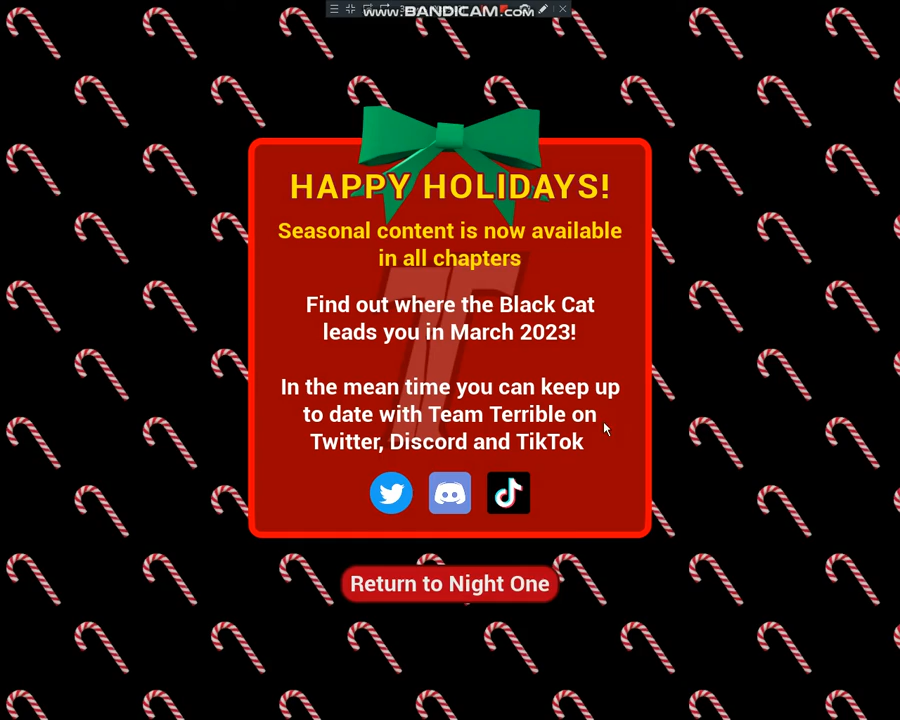 www.BANDICAM.com
HAPPY HOLIDAYS!
Seasonal content is now available
in all chapters
Find out where the Black Cat
leads you in March 2023!
In the mean time you can keep up
to date with Team Terrible on
Twitter, Discord and TikTok
Return to Night One